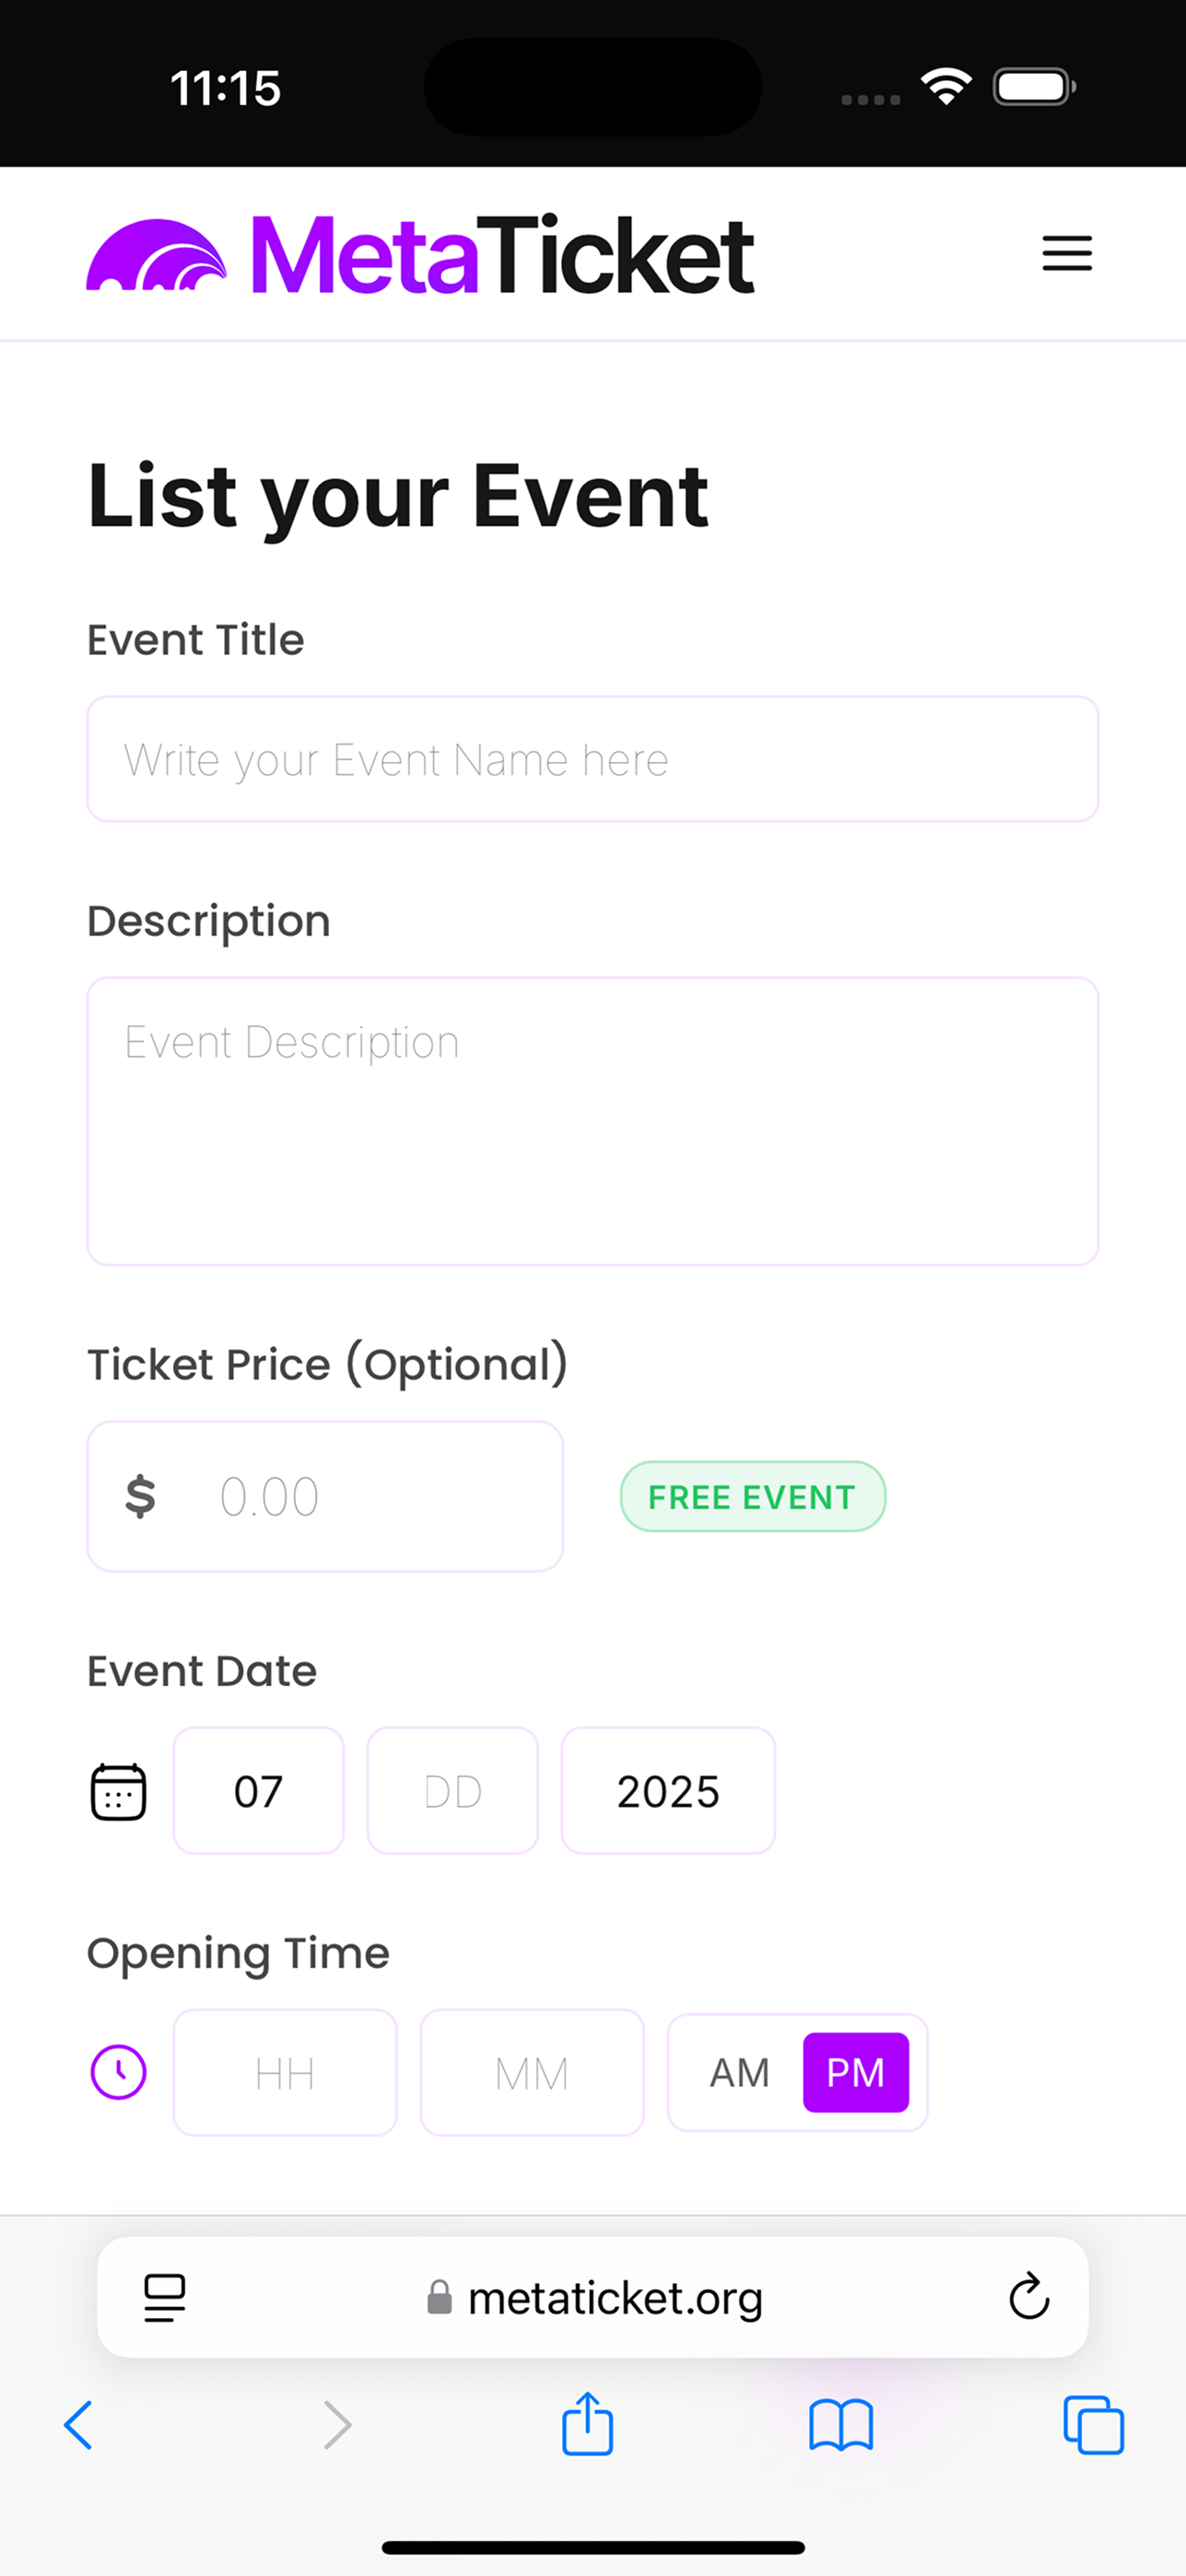 11:15
MetaTicket
List your Event
Event Title
Write your Event Name here
Description
Event Description
Ticket Price (Optional)
$ 0.00 FREE EVENT
Event Date
07 DD 2025
Opening Time
HH MM AM PM
metaticket.org